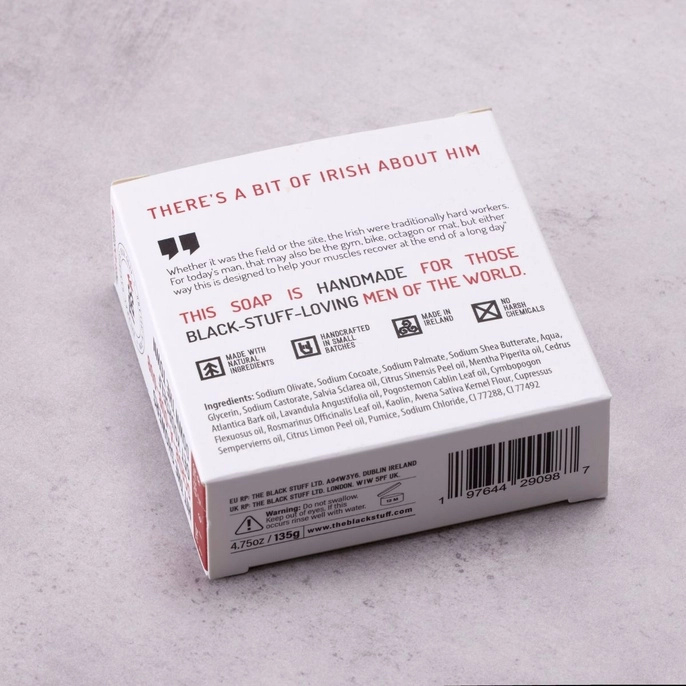 THERE'S A BIT OF IRISH ABOUT HIM
Whether it was the field or the site, the Irish were traditionally hard workers.
For today's man, that may also be the gym, bike, octagon or mat, but either
way this is designed to help your muscles recover at the end of a long day"
THIS SOAP IS HANDMADE FOR THOSE
BLACK-STUFF-LOVING MEN OF THE WORLD.
MADE WITH
NATURAL
INGREDIENTS
HANDCRAFTED
IN SMALL
BATCHES
MADE IN
IRELAND
NO
HARSH
CHEMICALS
Ingredients: Sodium Olivate, Sodium Cocoate, Sodium Palmate, Sodium Shea Butterate, Aqua,
Glycerin, Sodium Castorate, Salvia Sclarea oil, Citrus Sinensis Peel oil, Mentha Piperita oil, Cedrus
Atlantica Bark oil, Lavandula Angustifolia oil, Pogostemon Cablin Leaf oil, Cymbopogon
Flexuosus oil, Rosmarinus Officinalis Leaf oil, Kaolin, Avena Sativa Kernel Flour, Cupressus
Sempervierns oil, Citrus Limon Peel oil, Pumice, Sodium Chloride, CI 77288, CI 77492
EU RP: THE BLACK STUFF LTD. A94W3Y6. DUBLIN IRELAND
UK RP: THE BLACK STUFF LTD. LONDON. W1W 5PF UK.
Warning: Do not swallow.
Keep out of eyes. If this
occurs rinse well with water.
4.75oz / 135g
www.theblackstuff.com
1 97644 29098 7